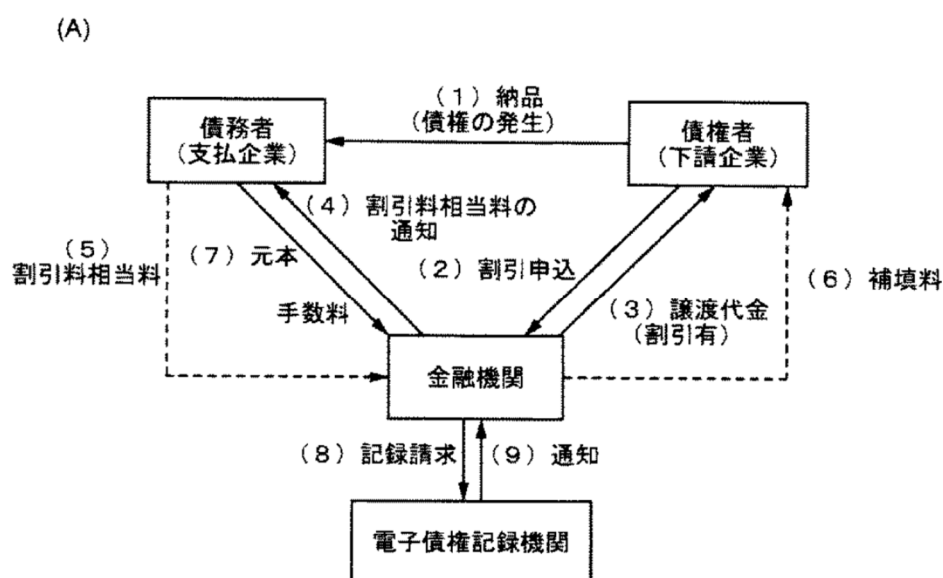 (A)
（１）納品
（債権の発生）
債務者
（支払企業）
債権者
（下請企業）
（４）割引料相当料の
通知
（５）
割引料相当料
（７）元本
（２）割引申込
（６）補填料
手数料
（３）譲渡代金
（割引有）
金融機関
（８）記録請求
（９）通知
電子債権記録機関